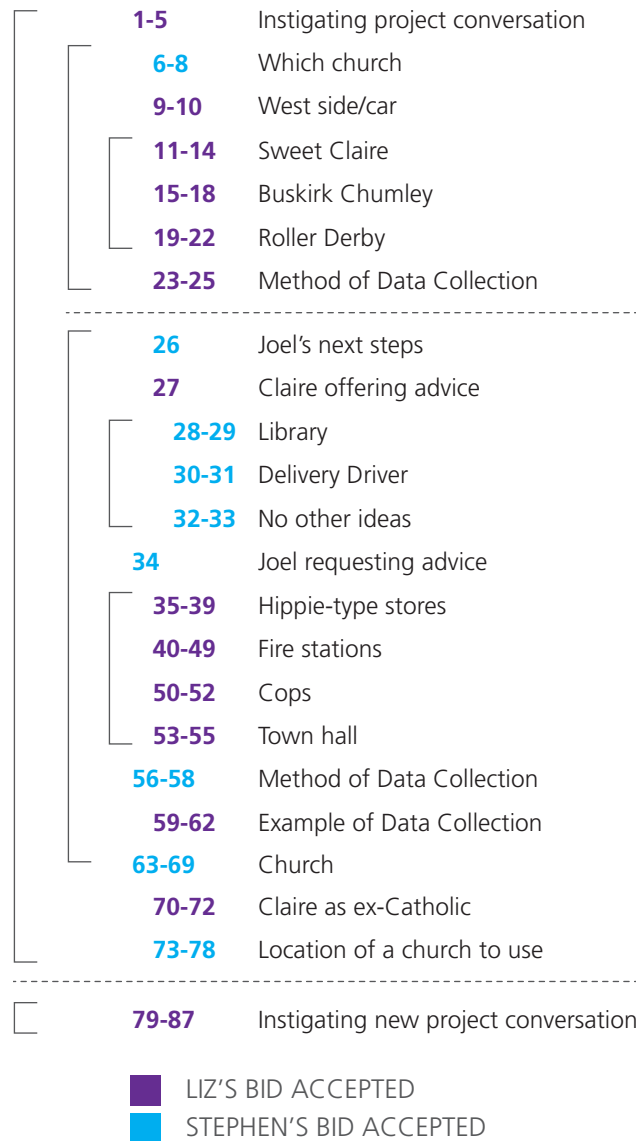 1-5 Instigating project conversation
6-8 Which church
9-10 West side/car
11-14 Sweet Claire
15-18 Buskirk Chumley
19-22 Roller Derby
23-25 Method of Data Collection
26 Joel's next steps
27 Claire offering advice
28-29 Library
30-31 Delivery Driver
32-33 No other ideas
34 Joel requesting advice
35-39 Hippie-type stores
40-49 Fire stations
50-52 Cops
53-55 Town hall
56-58 Method of Data Collection
59-62 Example of Data Collection
63-69 Church
70-72 Claire as ex-Catholic
73-78 Location of a church to use
79-87 Instigating new project conversation
LIZ'S BID ACCEPTED
STEPHEN'S BID ACCEPTED